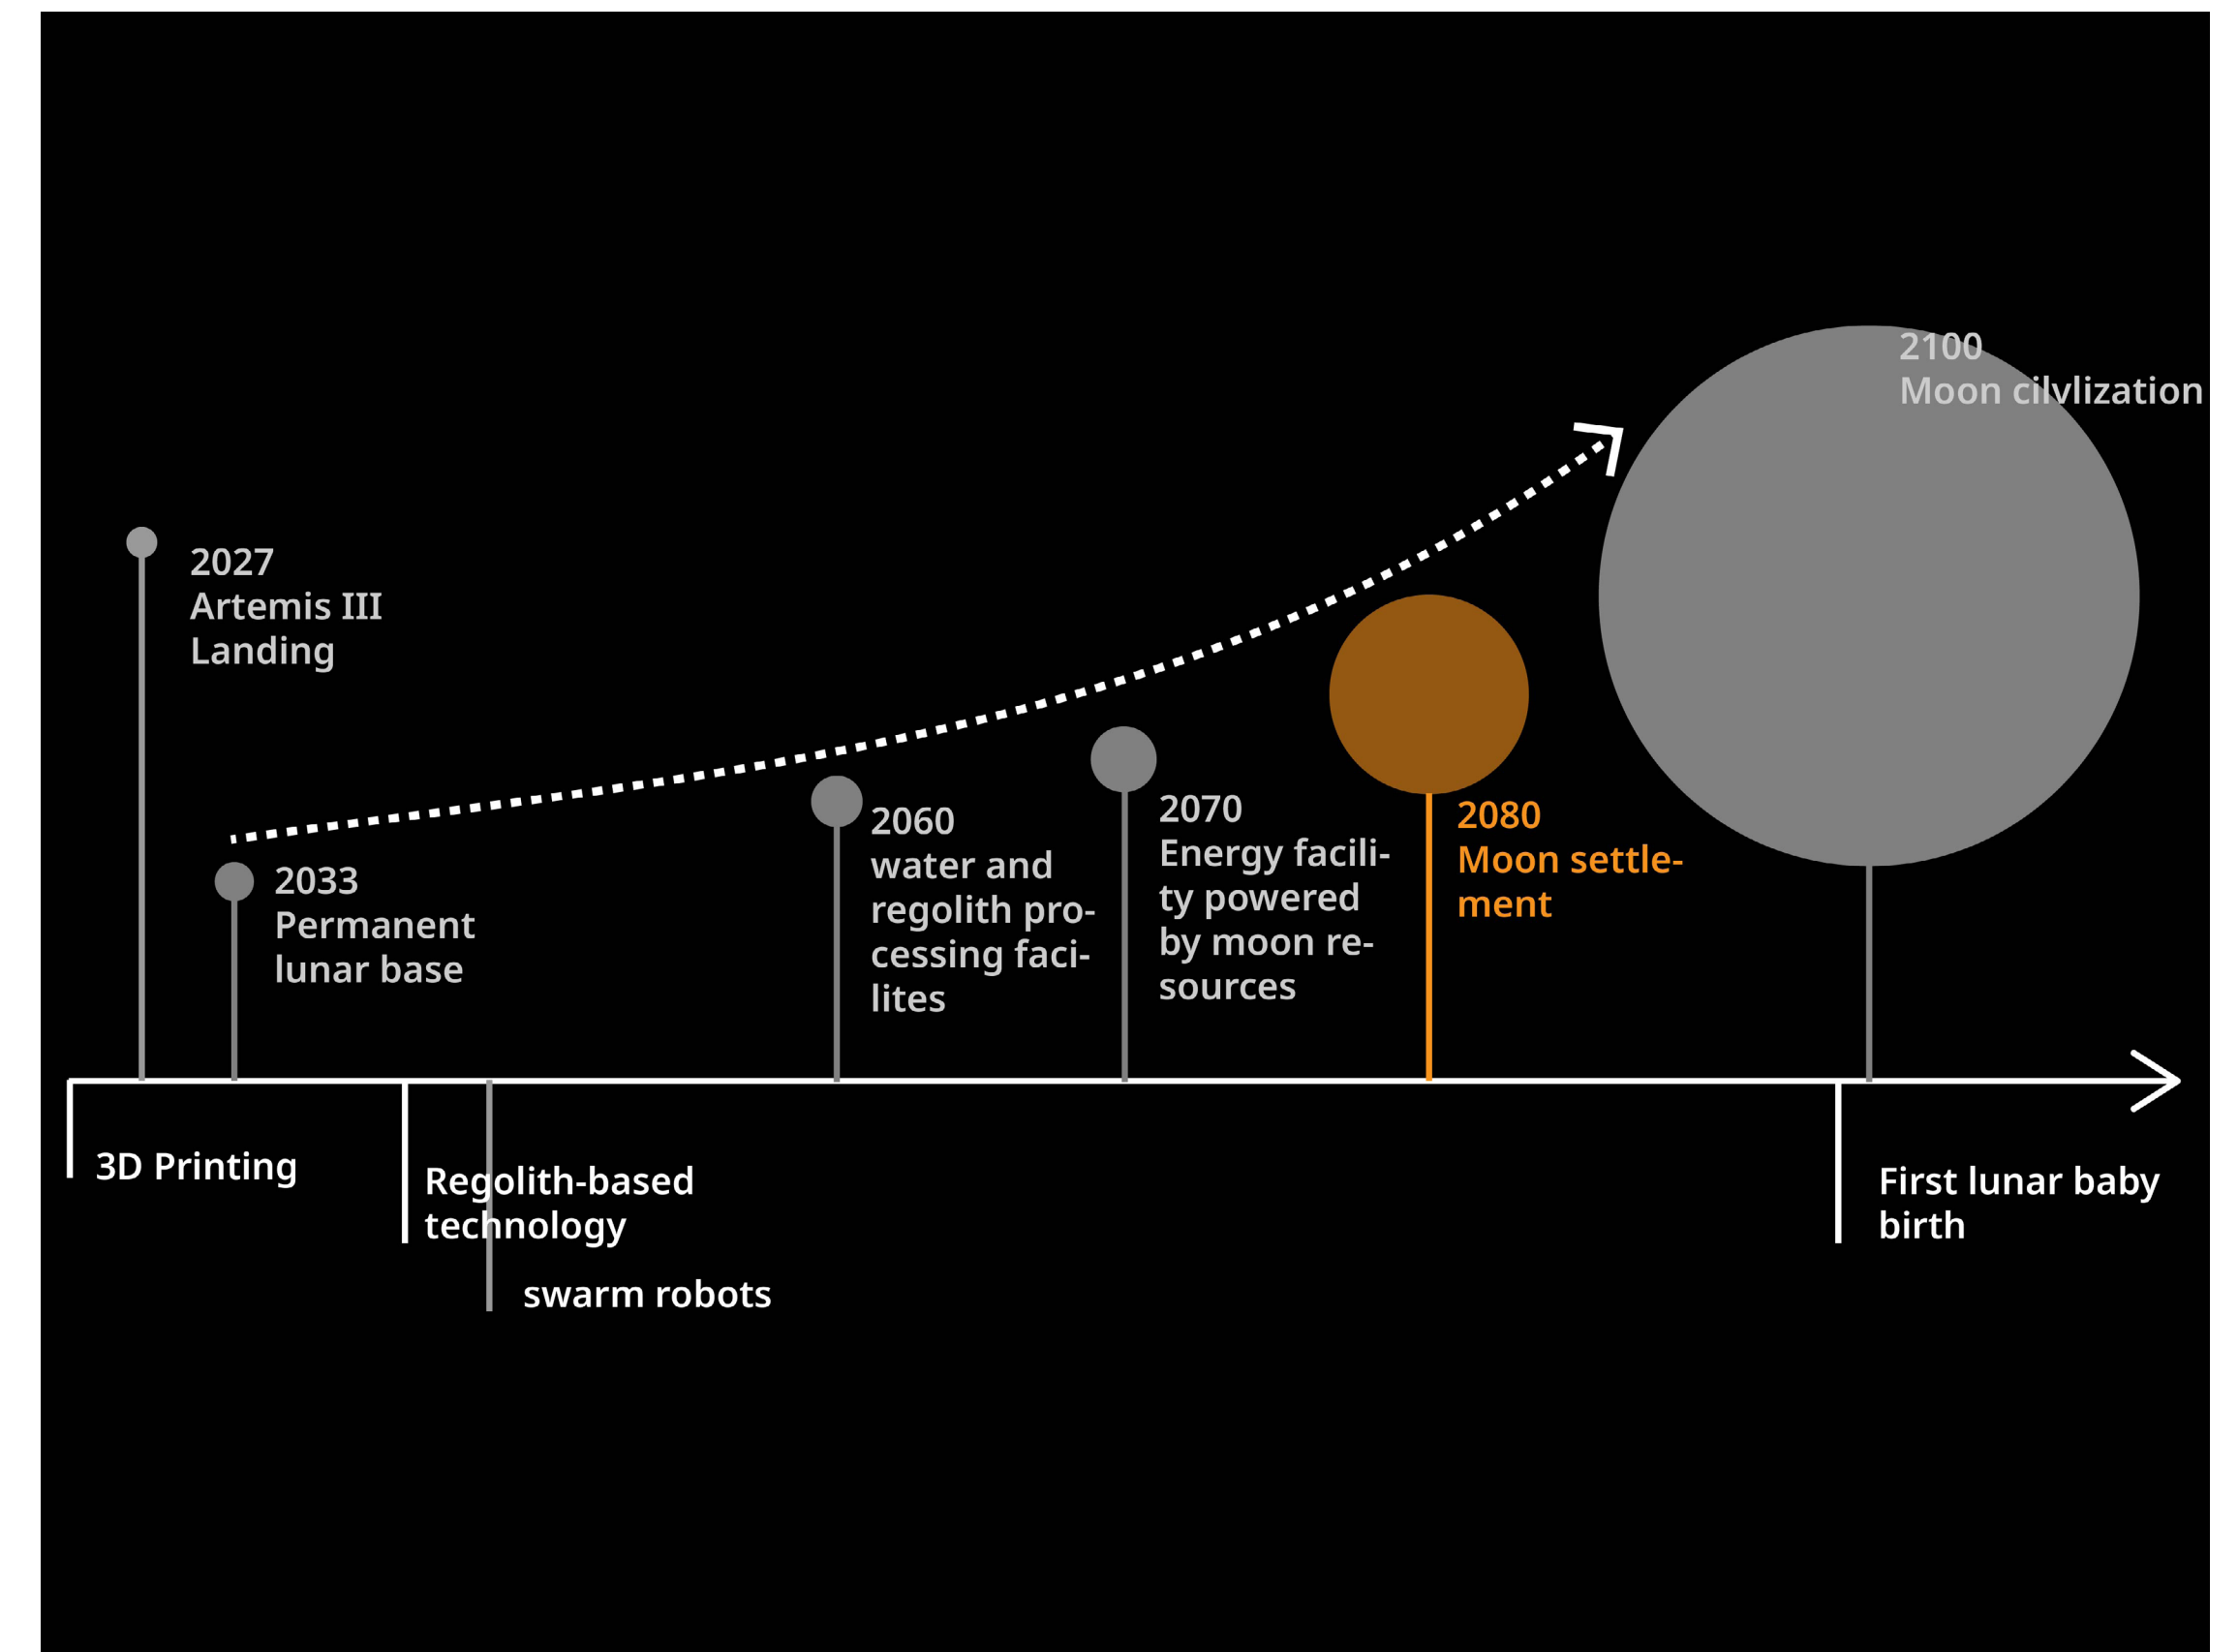 2100
Moon cilvlization
2027
Artemis III
Landing
2033
Permanent
lunar base
2060
water and
regolith pro-
cessing faci-
lites
2070
Energy facili-
ty powered
by moon re-
sources
2080
Moon settle-
ment
3D Printing
Regolith-based
technology
swarm robots
First lunar baby
birth